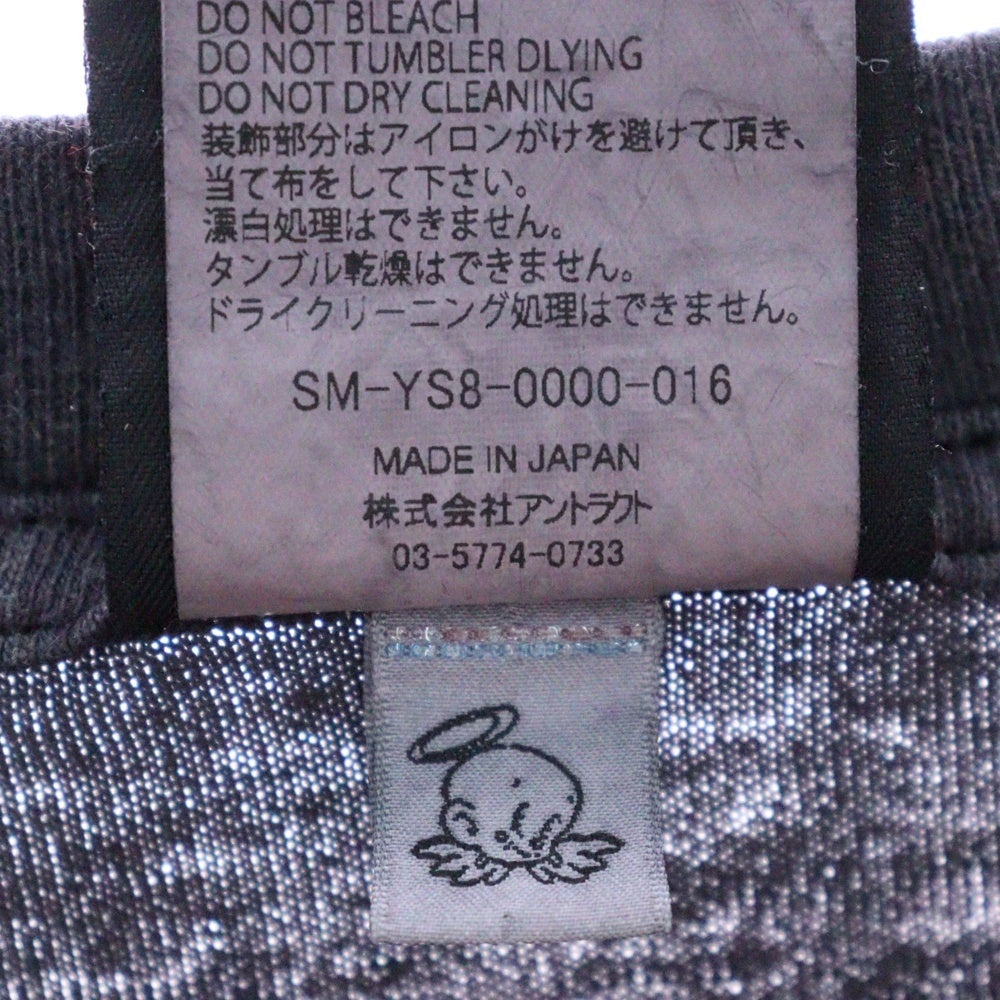 DO NOT BLEACH
DO NOT TUMBLER DLYING
DO NOT DRY CLEANING
装飾部分はアイロンがけを避けて頂き、
当て布をして下さい。
漂白処理はできません。
タンブル乾燥はできません。
ドライクリーニング処理はできません。
SM-YS8-0000-016
MADE IN JAPAN
株式会社アントラクト
03-5774-0733